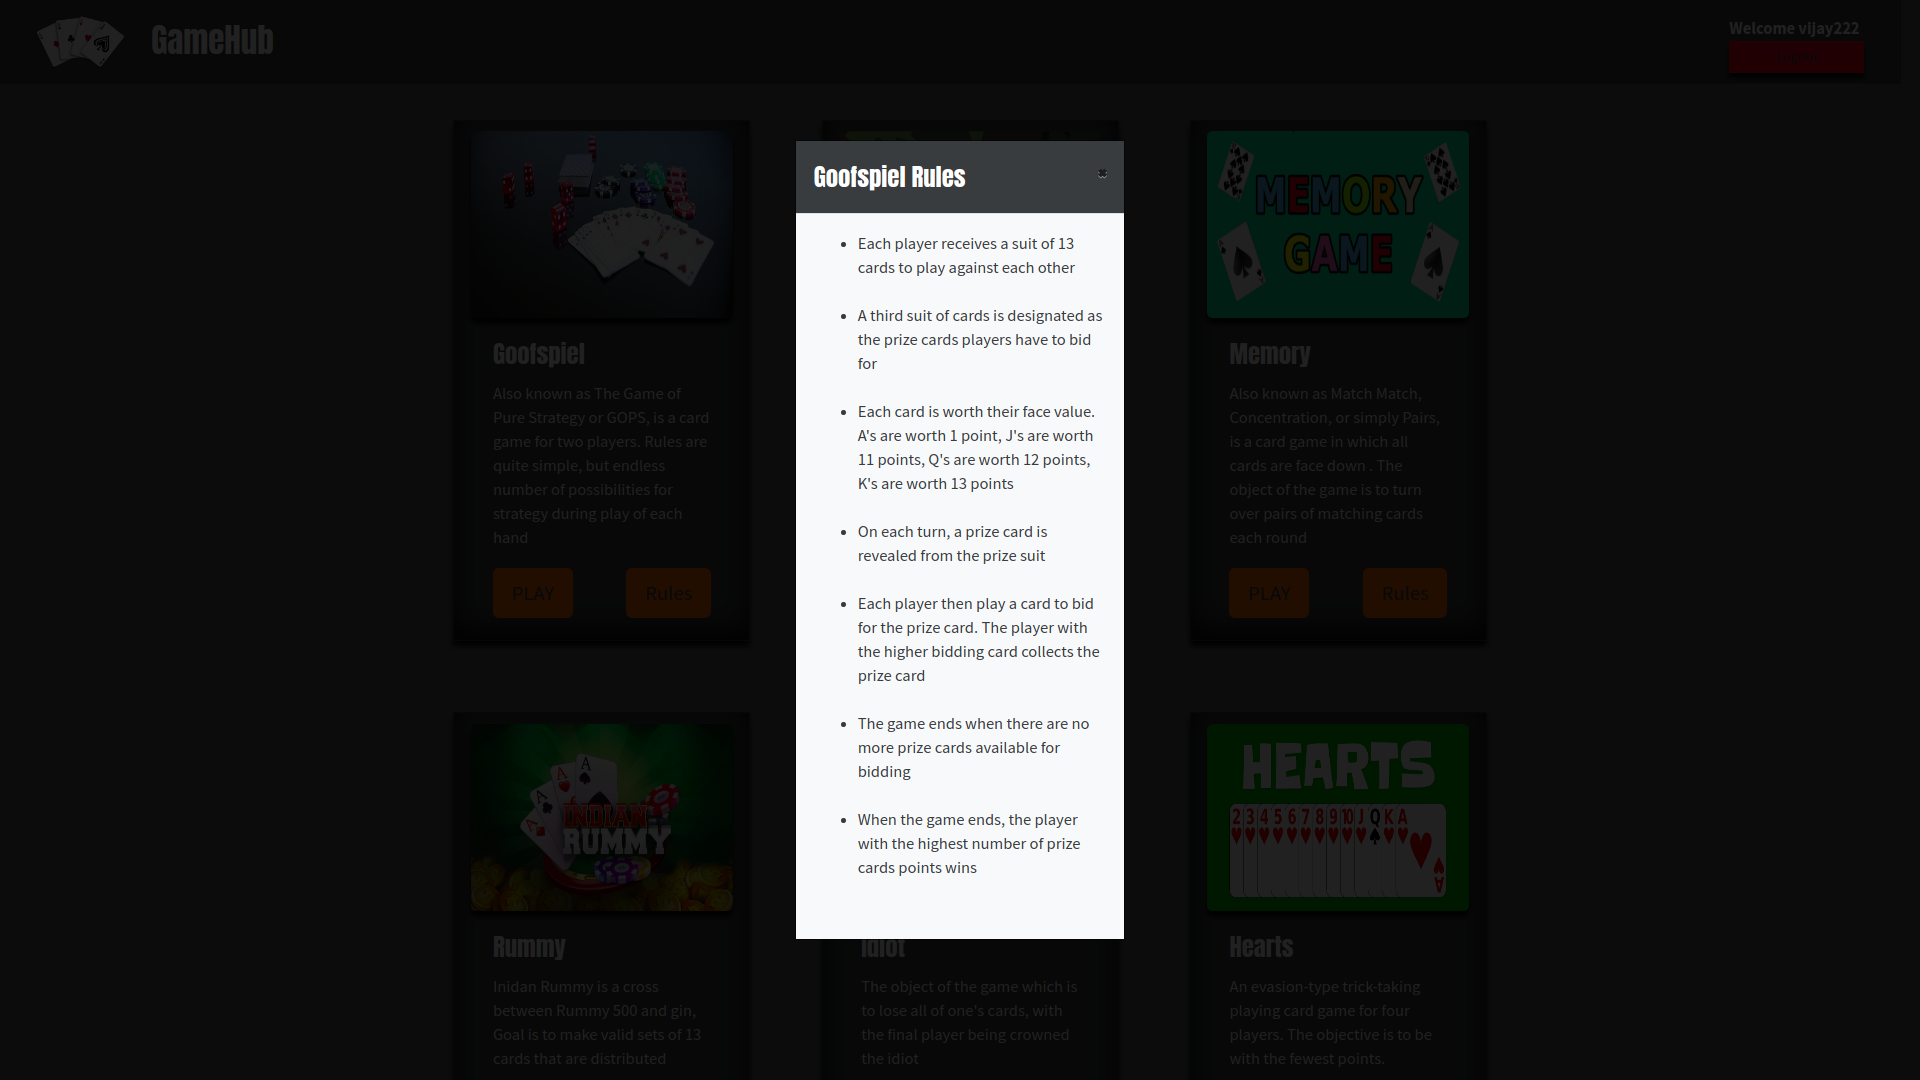 GameHub
Welcome vijay222
Goofspiel Rules
×
Each player receives a suit of 13
cards to play against each other
A third suit of cards is designated as
the prize cards players have to bid
for
Each card is worth their face value.
A's are worth 1 point, J's are worth
11 points, Q's are worth 12 points,
K's are worth 13 points
On each turn, a prize card is
revealed from the prize suit
Each player then play a card to bid
for the prize card. The player with
the higher bidding card collects the
prize card
The game ends when there are no
more prize cards available for
bidding
When the game ends, the player
with the highest number of prize
cards points wins
Goofspiel
Also known as The Game of
Pure Strategy or GOPS, is a card
game for two players. Rules are
quite simple, but endless
number of possibilities for
strategy during play of each
hand
PLAY
Rules
MEMORY
GAME
Memory
Also known as Match Match,
Concentration, or simply Pairs,
is a card game in which all
cards are face down . The
object of the game is to turn
over pairs of matching cards
each round
PLAY
Rules
A
A
A
A
INDIAN
RUMMY
Rummy
Inidan Rummy is a cross
between Rummy 500 and gin,
Goal is to make valid sets of 13
cards that are distributed
Idiot
The object of the game which is
to lose all of one's cards, with
the final player being crowned
the idiot
HEARTS
2 3 4 5 6 7 8 9 10 J Q K A
A
Hearts
An evasion-type trick-taking
playing card game for four
players. The objective is to be
with the fewest points.